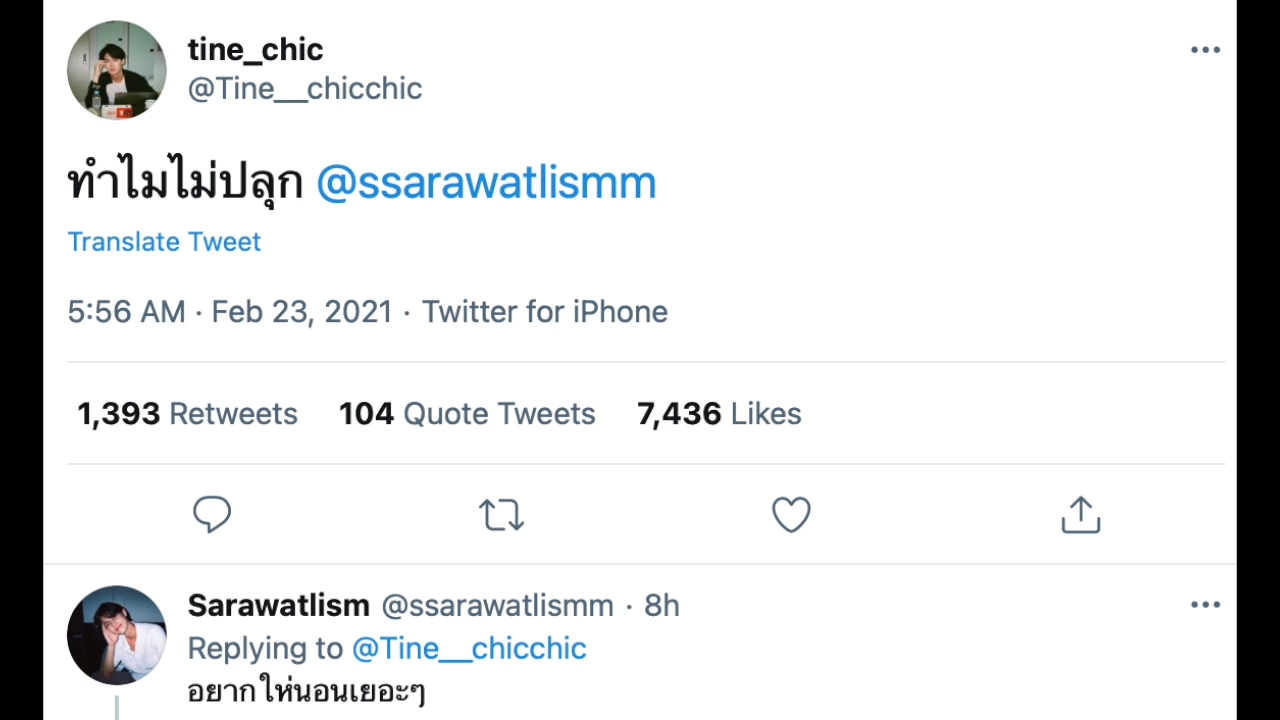 tine_chic
@Tine__chicchic
ทำไมไม่ปลุก @ssarawatlismm
Translate Tweet
5:56 AM · Feb 23, 2021 · Twitter for iPhone
1,393 Retweets 104 Quote Tweets 7,436 Likes
Sarawatlism @ssarawatlismm · 8h
Replying to @Tine__chicchic
อยากให่นอนเยอะๆ